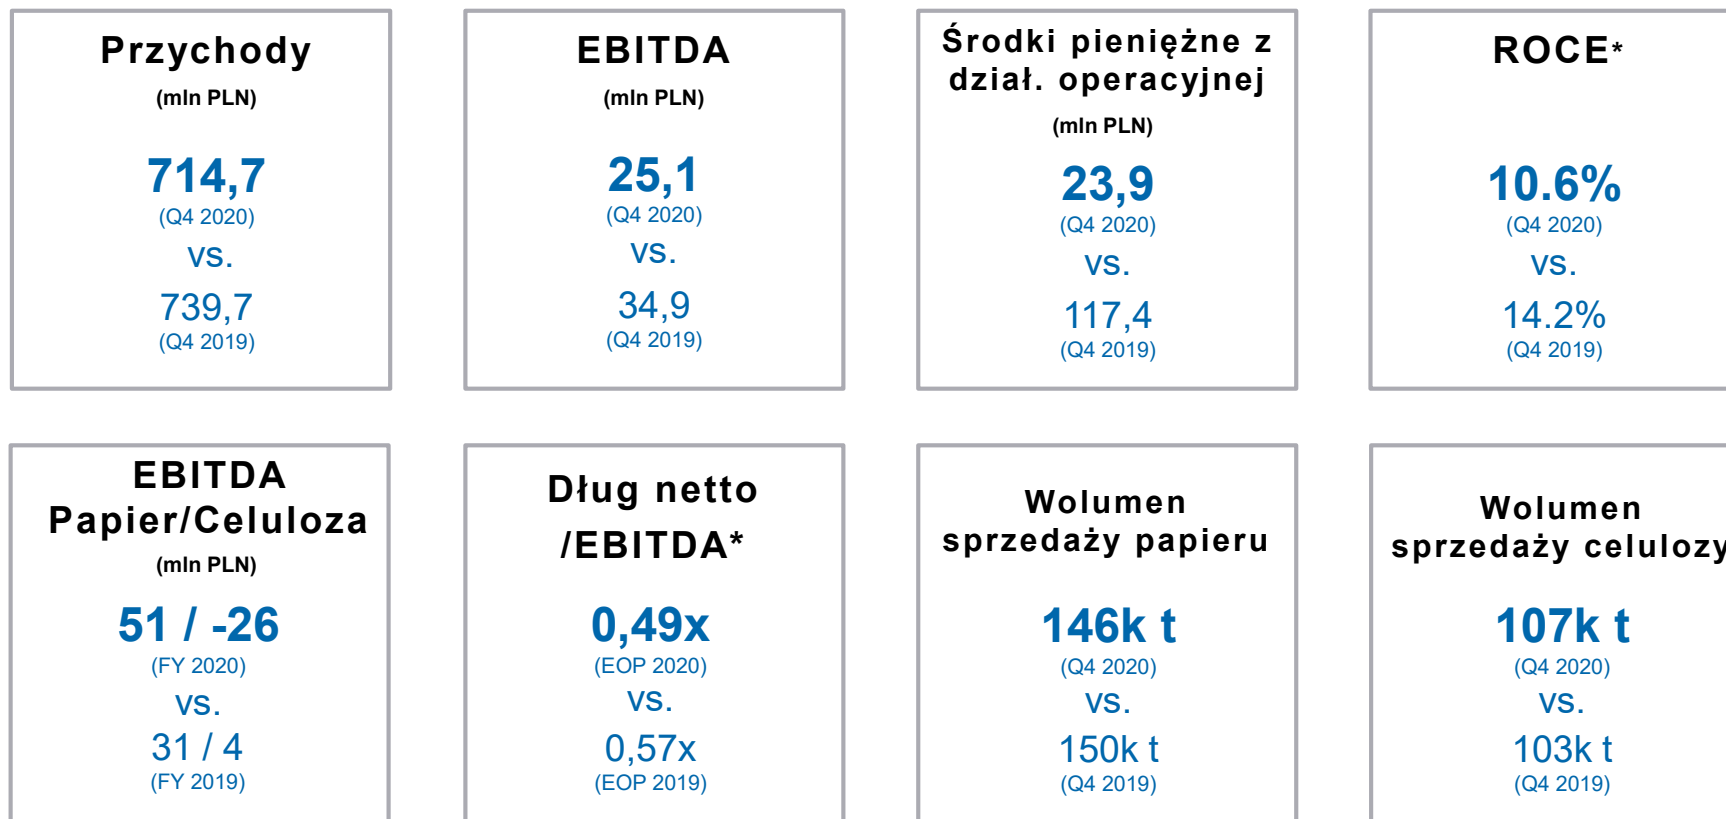 Przychody
(mln PLN)
714,7
(Q4 2020)
vs.
739,7
(Q4 2019)
EBITDA
(mln PLN)
25,1
(Q4 2020)
vs.
34,9
(Q4 2019)
Środki pieniężne z
dział. operacyjnej
(mln PLN)
23,9
(Q4 2020)
vs.
117,4
(Q4 2019)
ROCE*
10.6%
(Q4 2020)
vs.
14.2%
(Q4 2019)
EBITDA
Papier/Celuloza
(mln PLN)
51 / -26
(FY 2020)
vs.
31 / 4
(FY 2019)
Dług netto
/EBITDA*
0,49x
(EOP 2020)
vs.
0,57x
(EOP 2019)
Wolumen
sprzedaży papieru
146k t
(Q4 2020)
vs.
150k t
(Q4 2019)
Wolumen
sprzedaży celulozy
107k t
(Q4 2020)
vs.
103k t
(Q4 2019)